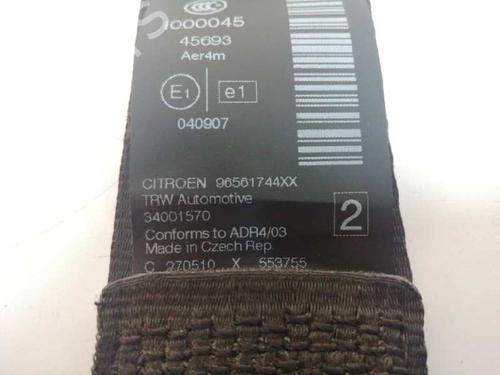 1000045
45693
Aer4m
E1 e1
040907
CITROEN 96561744XX
TRW Automotive
34001570
2
Conforms to ADR4/03
Made in Czech Rep.
C 270510 X 553755